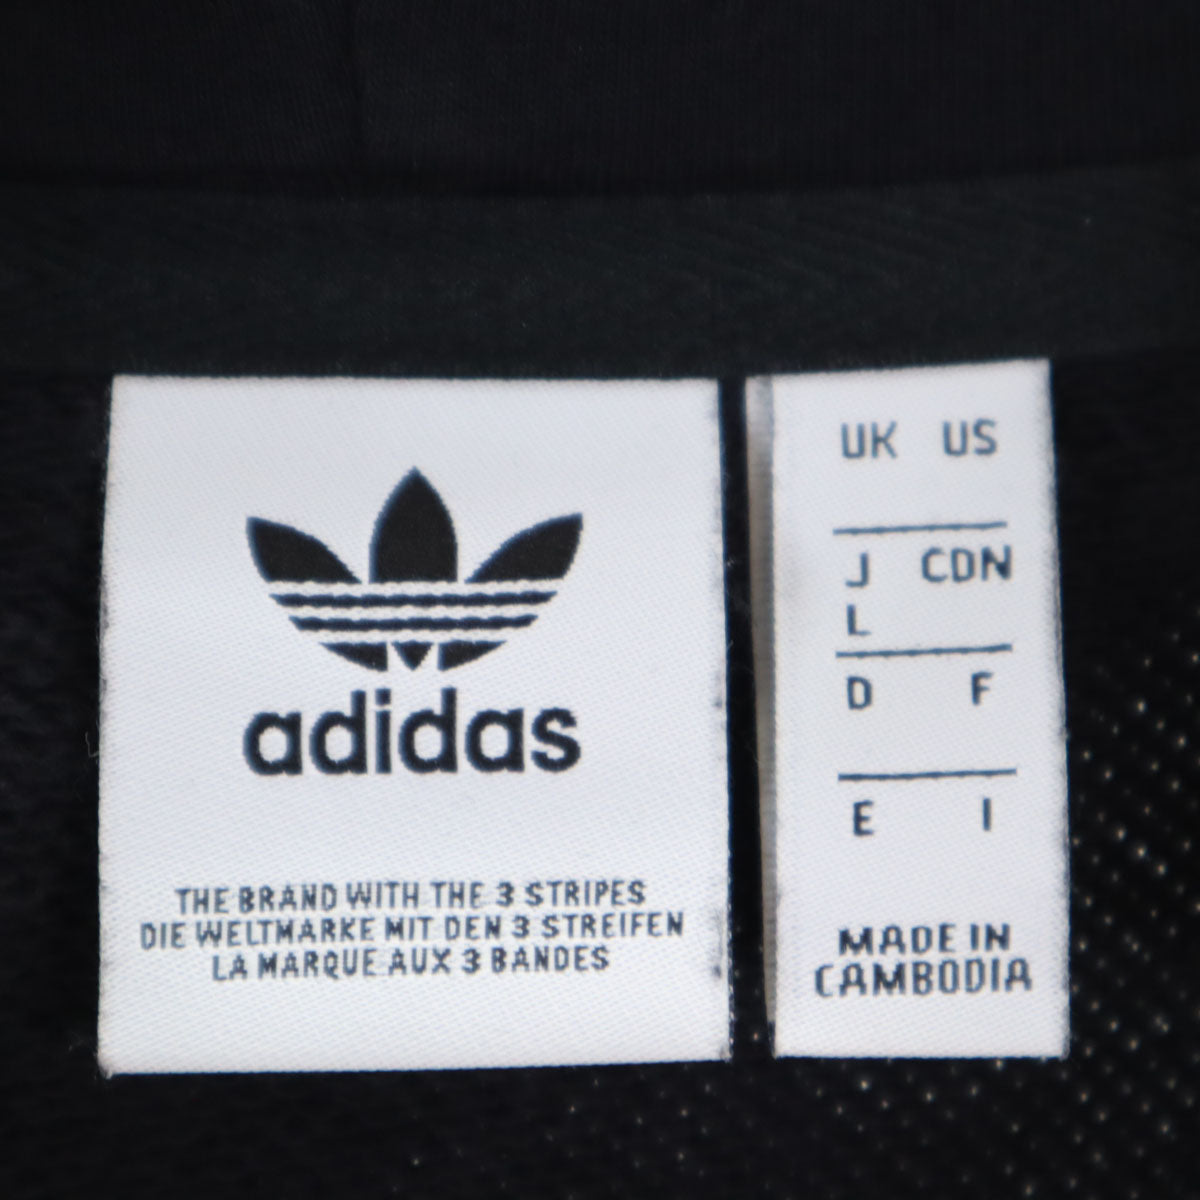 adidas
THE BRAND WITH THE 3 STRIPES
DIE WELTMARKE MIT DEN 3 STREIFEN
LA MARQUE AUX 3 BANDES
UK US
J CDN
L
D F
E I
MADE IN
CAMBODIA